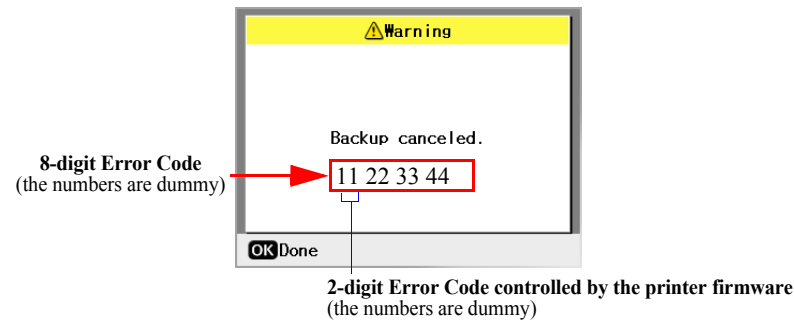 Warning
Backup canceled.
8-digit Error Code
(the numbers are dummy)
11 22 33 44
OK Done
2-digit Error Code controlled by the printer firmware
(the numbers are dummy)